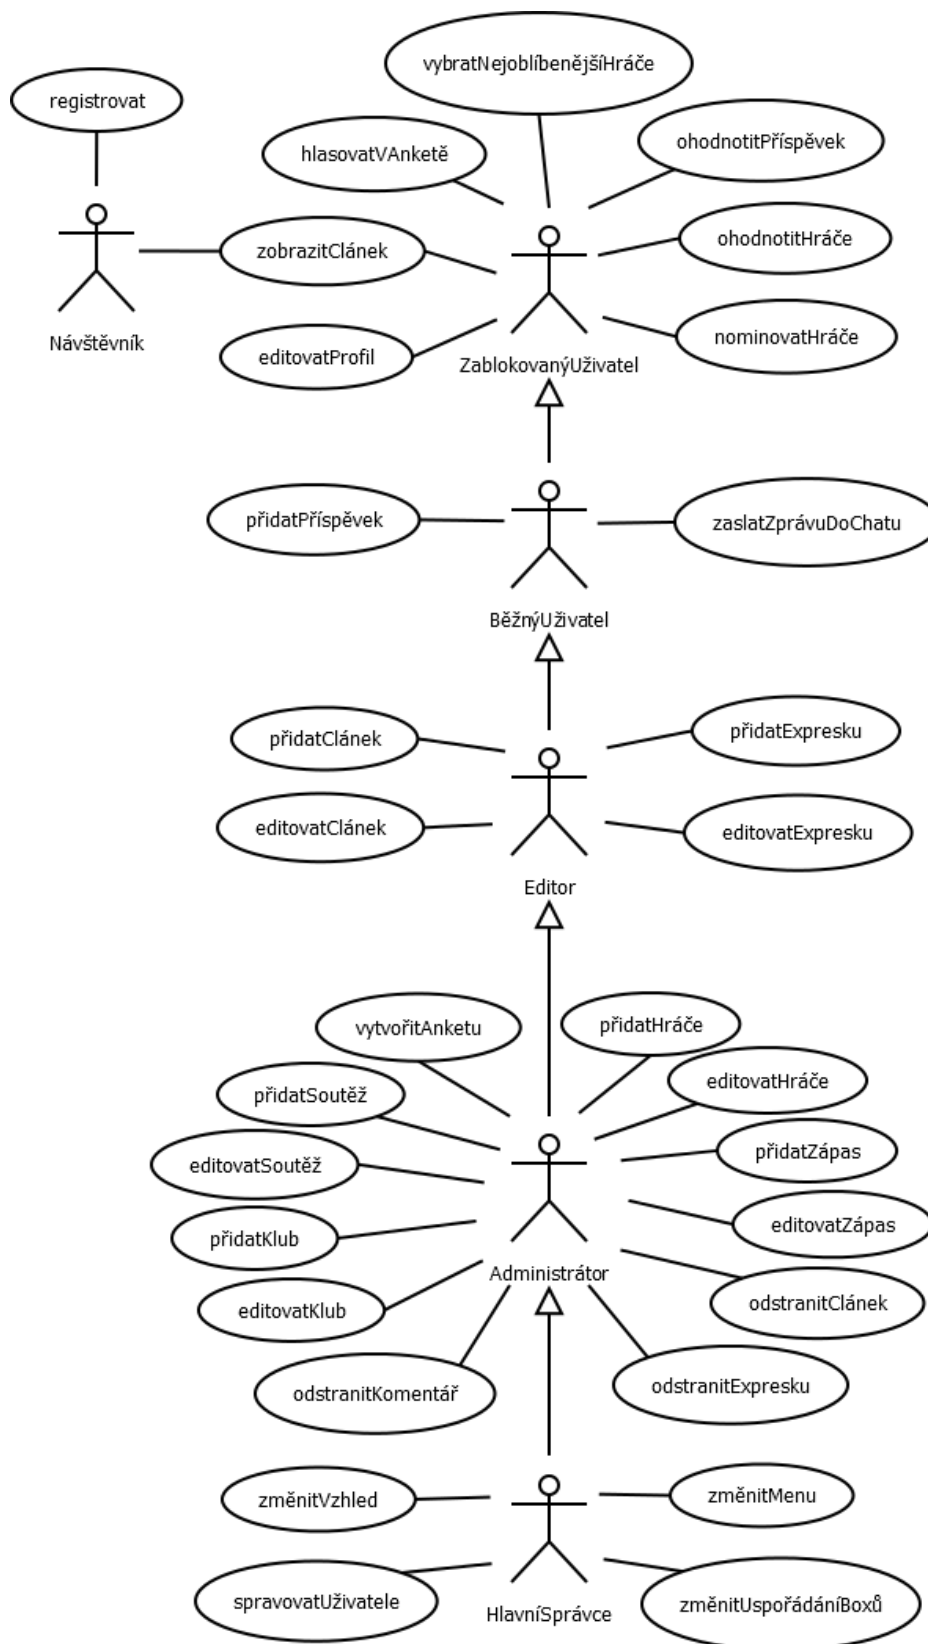 vybratNejoblíbenějšíHráče
registrovat
hlasovatVAnketě
ohodnotitPříspěvek
zobrazitClánek
ohodnotitHráče
Návštěvník
editovatProfil
nominovatHráče
ZablokovanýUživatel
přidatPříspěvek
zaslatZprávuDoChatu
BěžnýUživatel
přidatClánek
přidatExpresku
editovatClánek
editovatExpresku
Editor
vytvořitAnketu
přidatHráče
přidatSoutěž
editovatHráče
editovatSoutěž
přidatZápas
přidatKlub
editovatZápas
Administrátor
editovatKlub
odstranitClánek
odstranitKomentář
odstranitExpresku
změnitVzhled
změnitMenu
spravovatUživatele
HlavníSprávce
změnitUspořádáníBoxů